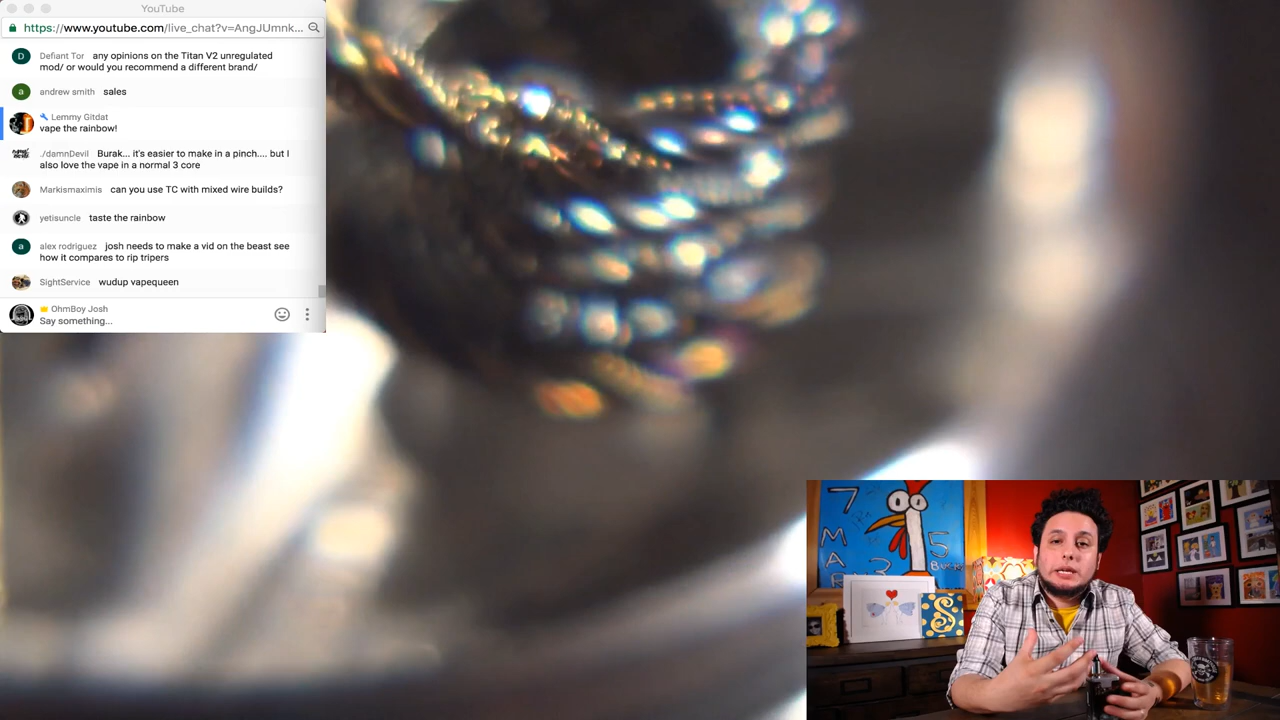 YouTube
https://www.youtube.com/live_chat?v=AngJUmnk...
D Defiant Tor any opinions on the Titan V2 unregulated
mod/ or would you recommend a different brand/
a andrew smith sales
Lemmy Gitdat
vape the rainbow!
./damnDevil Burak... it's easier to make in a pinch.... but I
also love the vape in a normal 3 core
Markismaximis can you use TC with mixed wire builds?
yetisuncle taste the rainbow
a alex rodriguez josh needs to make a vid on the beast see
how it compares to rip tripers
SightService wudup vapequeen
OhmBoy Josh
Say something...
7
M
A
5
3
S